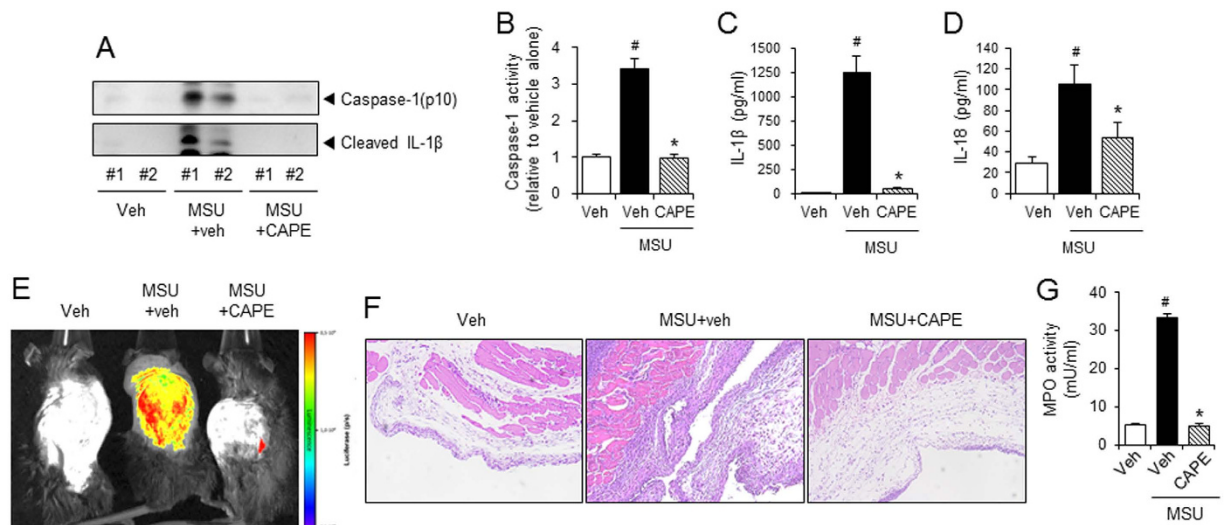 A
Caspase-1(p10)
Cleaved IL-1β
#1 #2 #1 #2 #1 #2
Veh MSU MSU
+veh +CAPE
B
Caspase-1 activity
(relative to vehicle alone)
4
3
2
1
0
#
*
Veh Veh CAPE
MSU
C
IL-1β (pg/ml)
1500
1250
1000
750
500
250
0
#
*
Veh Veh CAPE
MSU
D
IL-18 (pg/ml)
140
120
100
80
60
40
20
0
#
*
Veh Veh CAPE
MSU
E
Veh MSU MSU
+veh +CAPE
Luciferase (p/s)
F
Veh MSU+veh MSU+CAPE
G
MPO activity
(mU/ml)
40
30
20
10
0
#
*
Veh Veh CAPE
MSU